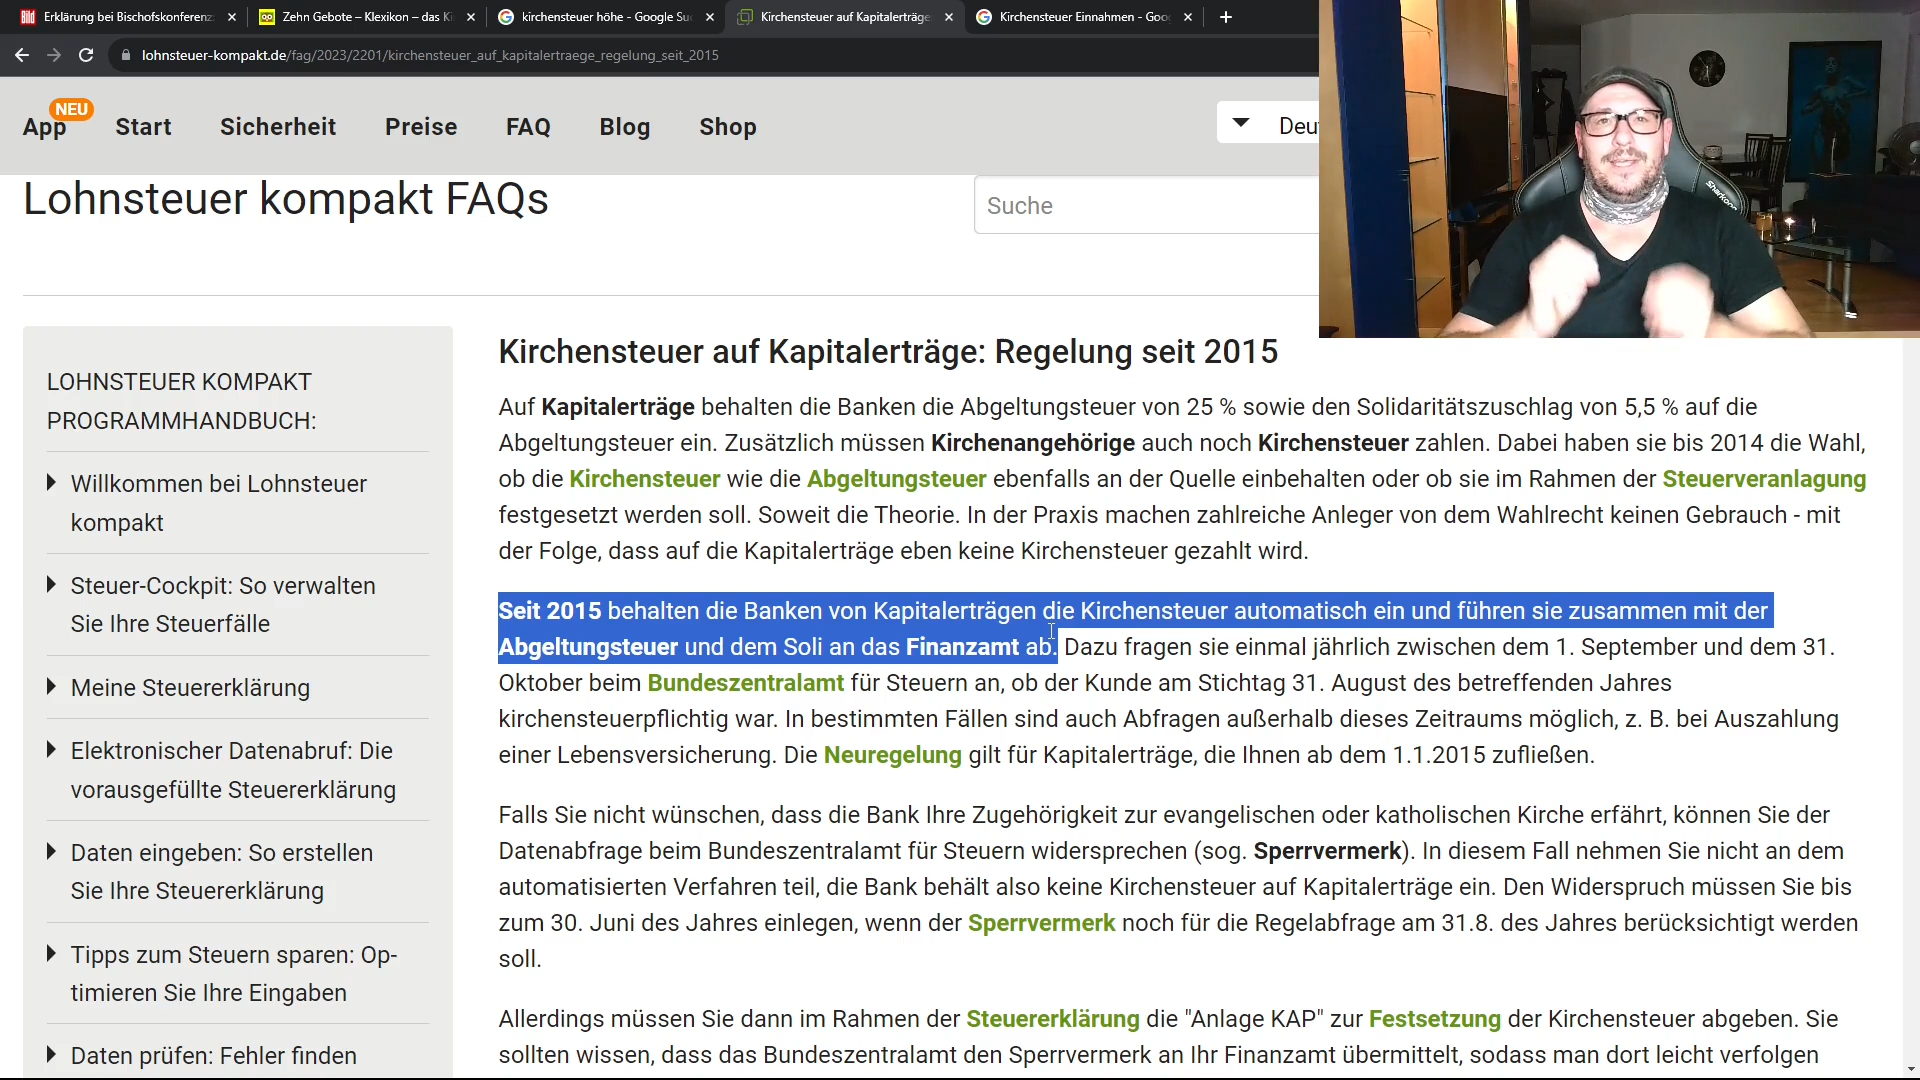 Erklärung bei Bischofskonferenz
Zehn Gebote – Klexikon – das Ki
kirchensteuer höhe - Google Su
Kirchensteuer auf Kapitalerträge
Kirchensteuer Einnahmen - Goog
lohnsteuer-kompakt.de/fag/2023/2201/kirchensteuer_auf_kapitalertraege_regelung_seit_2015
NEU
App Start Sicherheit Preise FAQ Blog Shop
Deu
Lohnsteuer kompakt FAQs
Suche
Sharkoon
LOHNSTEUER KOMPAKT
PROGRAMMHANDBUCH:
Willkommen bei Lohnsteuer
kompakt
Steuer-Cockpit: So verwalten
Sie Ihre Steuerfälle
Meine Steuererklärung
Elektronischer Datenabruf: Die
vorausgefüllte Steuererklärung
Daten eingeben: So erstellen
Sie Ihre Steuererklärung
Tipps zum Steuern sparen: Op-
timieren Sie Ihre Eingaben
Daten prüfen: Fehler finden
Kirchensteuer auf Kapitalerträge: Regelung seit 2015
Auf Kapitalerträge behalten die Banken die Abgeltungsteuer von 25 % sowie den Solidaritätszuschlag von 5,5 % auf die
Abgeltungsteuer ein. Zusätzlich müssen Kirchenangehörige auch noch Kirchensteuer zahlen. Dabei haben sie bis 2014 die Wahl,
ob die Kirchensteuer wie die Abgeltungsteuer ebenfalls an der Quelle einbehalten oder ob sie im Rahmen der Steuerveranlagung
festgesetzt werden soll. Soweit die Theorie. In der Praxis machen zahlreiche Anleger von dem Wahlrecht keinen Gebrauch - mit
der Folge, dass auf die Kapitalerträge eben keine Kirchensteuer gezahlt wird.
Seit 2015 behalten die Banken von Kapitalerträgen die Kirchensteuer automatisch ein und führen sie zusammen mit der
Abgeltungsteuer und dem Soli an das Finanzamt ab. Dazu fragen sie einmal jährlich zwischen dem 1. September und dem 31.
Oktober beim Bundeszentralamt für Steuern an, ob der Kunde am Stichtag 31. August des betreffenden Jahres
kirchensteuerpflichtig war. In bestimmten Fällen sind auch Abfragen außerhalb dieses Zeitraums möglich, z. B. bei Auszahlung
einer Lebensversicherung. Die Neuregelung gilt für Kapitalerträge, die Ihnen ab dem 1.1.2015 zufließen.
Falls Sie nicht wünschen, dass die Bank Ihre Zugehörigkeit zur evangelischen oder katholischen Kirche erfährt, können Sie der
Datenabfrage beim Bundeszentralamt für Steuern widersprechen (sog. Sperrvermerk). In diesem Fall nehmen Sie nicht an dem
automatisierten Verfahren teil, die Bank behält also keine Kirchensteuer auf Kapitalerträge ein. Den Widerspruch müssen Sie bis
zum 30. Juni des Jahres einlegen, wenn der Sperrvermerk noch für die Regelabfrage am 31.8. des Jahres berücksichtigt werden
soll.
Allerdings müssen Sie dann im Rahmen der Steuererklärung die "Anlage KAP" zur Festsetzung der Kirchensteuer abgeben. Sie
sollten wissen, dass das Bundeszentralamt den Sperrvermerk an Ihr Finanzamt übermittelt, sodass man dort leicht verfolgen